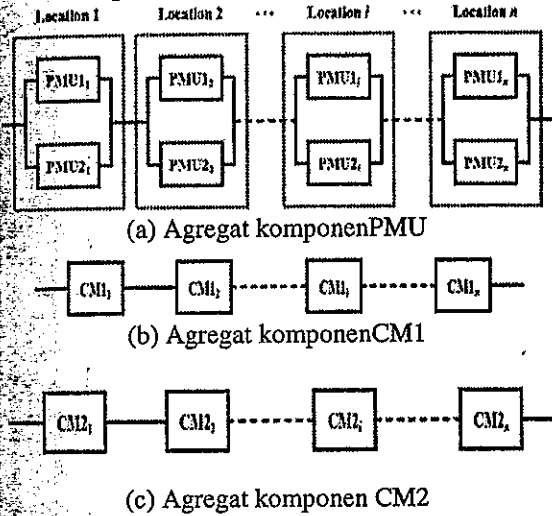 Location 1 Location 2 ... Location i ... Location n
PMU1₁ PMU1₂ PMU1ᵢ PMU1ₙ
PMU2₁ PMU2₂ PMU2ᵢ PMU2ₙ
(a) Agregat komponenPMU
CM1₁ CM1₂ CM1ᵢ CM1ₙ
(b) Agregat komponenCM1
CM2₁ CM2₂ CM2ᵢ CM2ₙ
(c) Agregat komponen CM2